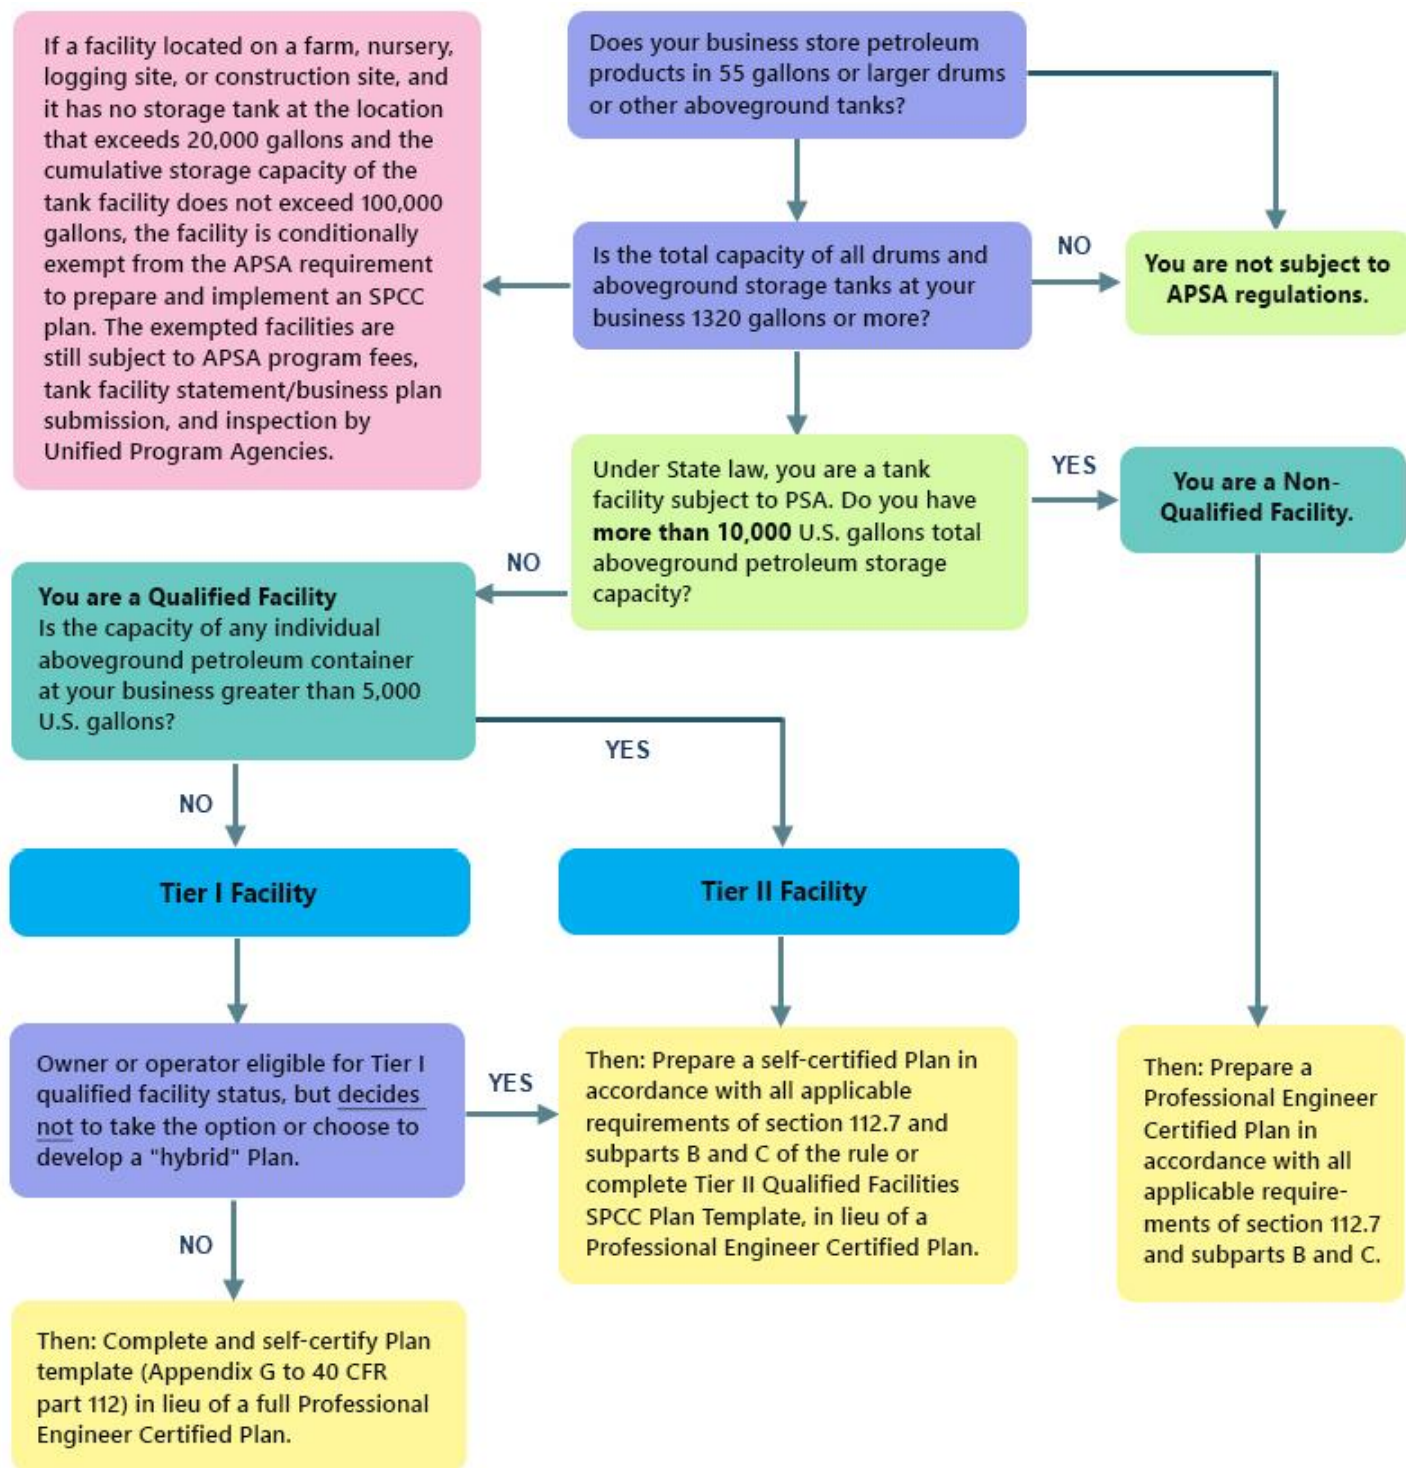 If a facility located on a farm, nursery,
logging site, or construction site, and
it has no storage tank at the location
that exceeds 20,000 gallons and the
cumulative storage capacity of the
tank facility does not exceed 100,000
gallons, the facility is conditionally
exempt from the APSA requirement
to prepare and implement an SPCC
plan. The exempted facilities are
still subject to APSA program fees,
tank facility statement/business plan
submission, and inspection by
Unified Program Agencies.
Does your business store petroleum
products in 55 gallons or larger drums
or other aboveground tanks?
Is the total capacity of all drums and
aboveground storage tanks at your
business 1320 gallons or more?
NO
You are not subject to
APSA regulations.
Under State law, you are a tank
facility subject to PSA. Do you have
more than 10,000 U.S. gallons total
aboveground petroleum storage
capacity?
YES
You are a Non-
Qualified Facility.
NO
You are a Qualified Facility
Is the capacity of any individual
aboveground petroleum container
at your business greater than 5,000
U.S. gallons?
YES
NO
Tier I Facility
Tier II Facility
Owner or operator eligible for Tier I
qualified facility status, but decides
not to take the option or choose to
develop a "hybrid" Plan.
YES
Then: Prepare a self-certified Plan in
accordance with all applicable
requirements of section 112.7 and
subparts B and C of the rule or
complete Tier II Qualified Facilities
SPCC Plan Template, in lieu of a
Professional Engineer Certified Plan.
Then: Prepare a
Professional Engineer
Certified Plan in
accordance with all
applicable require-
ments of section 112.7
and subparts B and C.
NO
Then: Complete and self-certify Plan
template (Appendix G to 40 CFR
part 112) in lieu of a full Professional
Engineer Certified Plan.